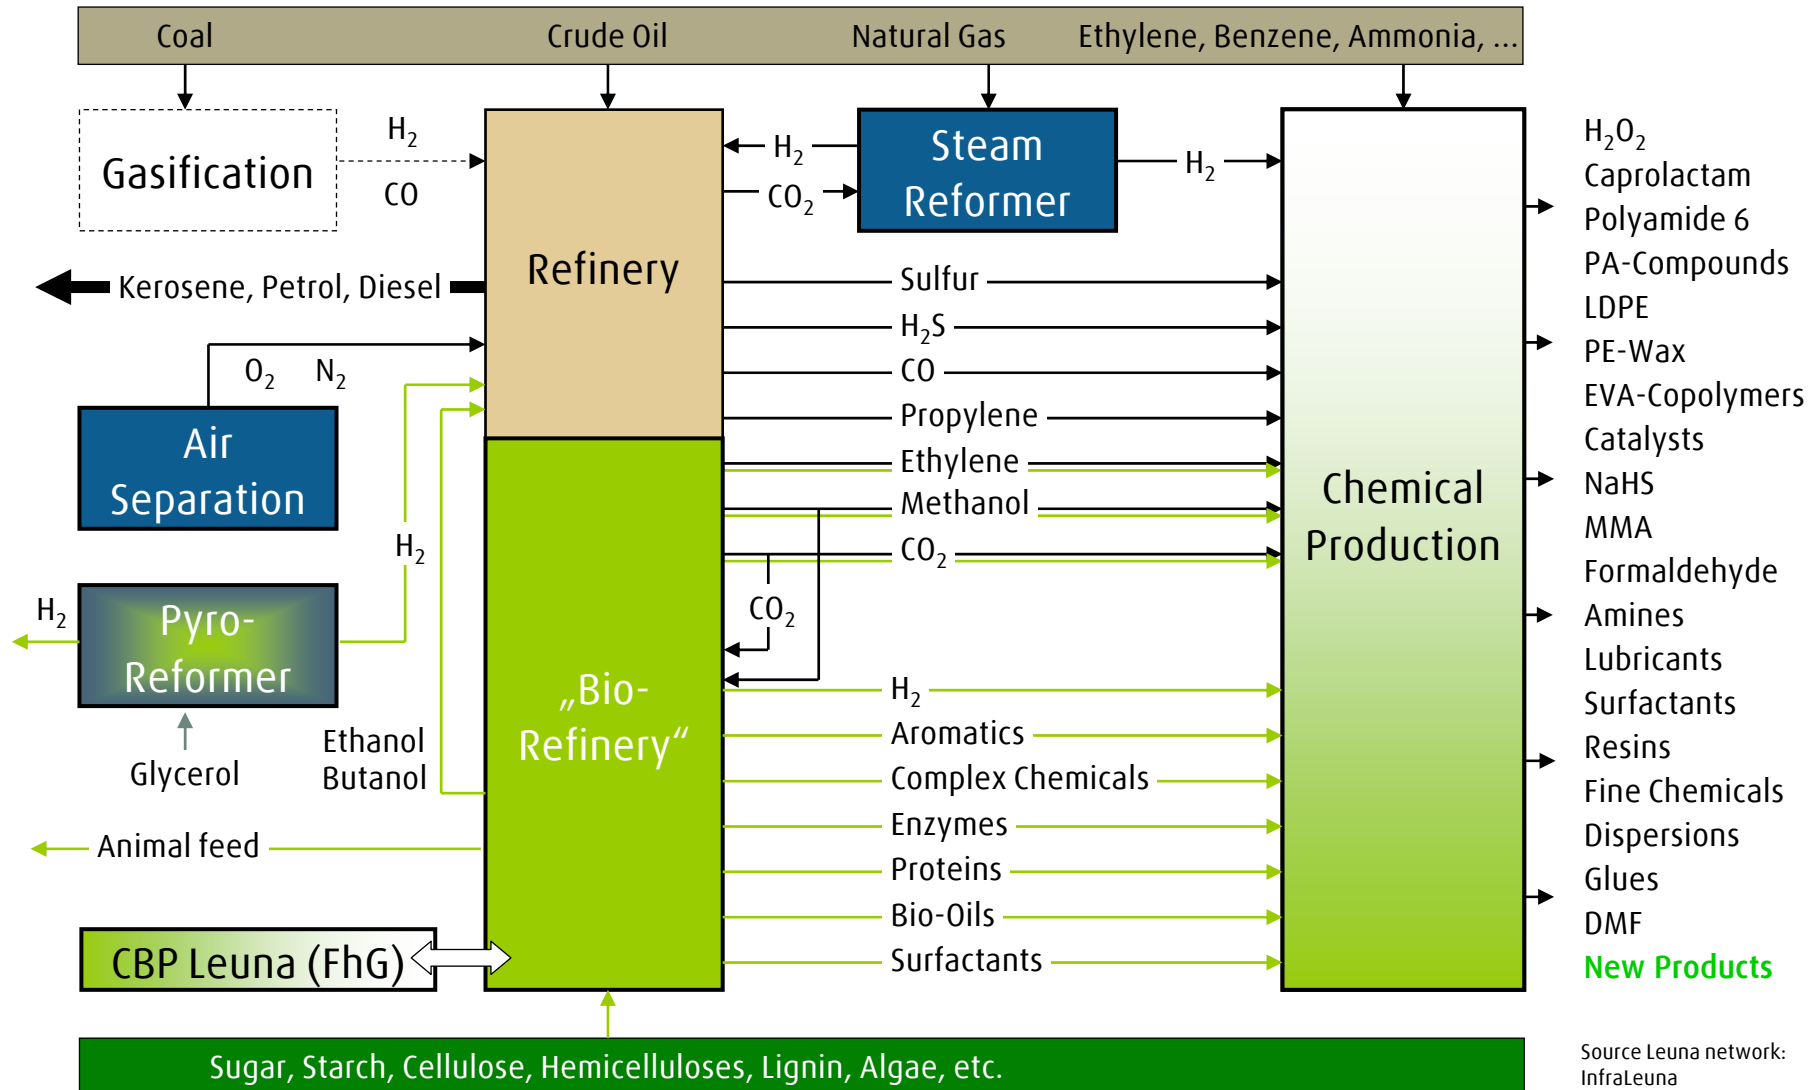 Coal
Crude Oil
Natural Gas
Ethylene, Benzene, Ammonia, ...
Gasification
H₂
CO
Refinery
H₂
CO₂
Steam
Reformer
H₂
Kerosene, Petrol, Diesel
O₂ N₂
Air
Separation
H₂
H₂
Pyro-
Reformer
Glycerol
Ethanol
Butanol
Animal feed
CBP Leuna (FhG)
„Bio-
Refinery“
Sulfur
H₂S
CO
Propylene
Ethylene
Methanol
CO₂
CO₂
H₂
Aromatics
Complex Chemicals
Enzymes
Proteins
Bio-Oils
Surfactants
Chemical
Production
H₂O₂
Caprolactam
Polyamide 6
PA-Compounds
LDPE
PE-Wax
EVA-Copolymers
Catalysts
NaHS
MMA
Formaldehyde
Amines
Lubricants
Surfactants
Resins
Fine Chemicals
Dispersions
Glues
DMF
New Products
Sugar, Starch, Cellulose, Hemicelluloses, Lignin, Algae, etc.
Source Leuna network:
InfraLeuna